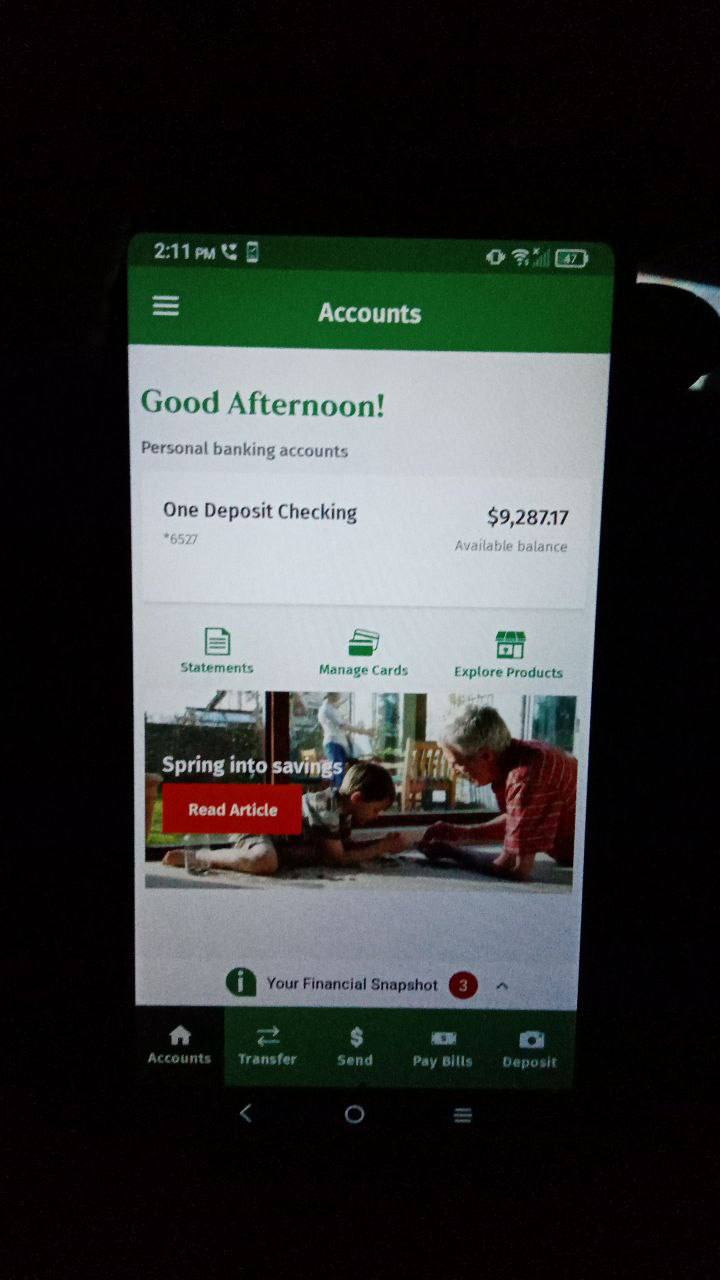 2:11 PM
47
Accounts
Good Afternoon!
Personal banking accounts
One Deposit Checking
$9,287.17
*6527
Available balance
Statements
Manage Cards
Explore Products
Spring into savings
Read Article
Your Financial Snapshot 3
Accounts
Transfer
Send
Pay Bills
Deposit